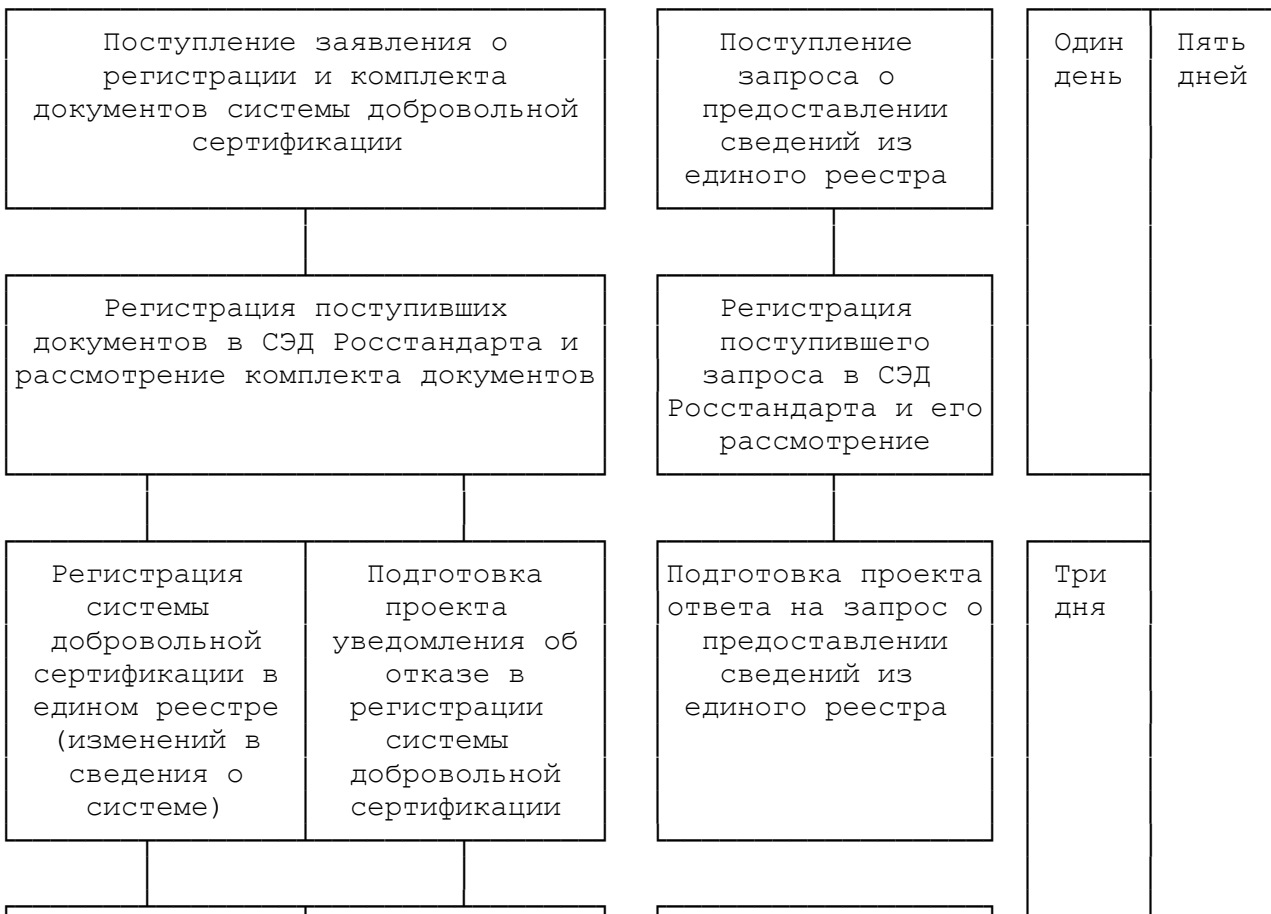 Поступление заявления о
регистрации и комплекта
документов системы добровольной
сертификации
Поступление
запроса о
предоставлении
сведений из
единого реестра
Один
день
Пять
дней
Регистрация поступивших
документов в СЭД Росстандарта и
рассмотрение комплекта документов
Регистрация
поступившего
запроса в СЭД
Росстандарта и его
рассмотрение
Регистрация
системы
добровольной
сертификации в
едином реестре
(изменений в
сведения о
системе)
Подготовка
проекта
уведомления об
отказе в
регистрации
системы
добровольной
сертификации
Подготовка проекта
ответа на запрос о
предоставлении
сведений из
единого реестра
Три
дня